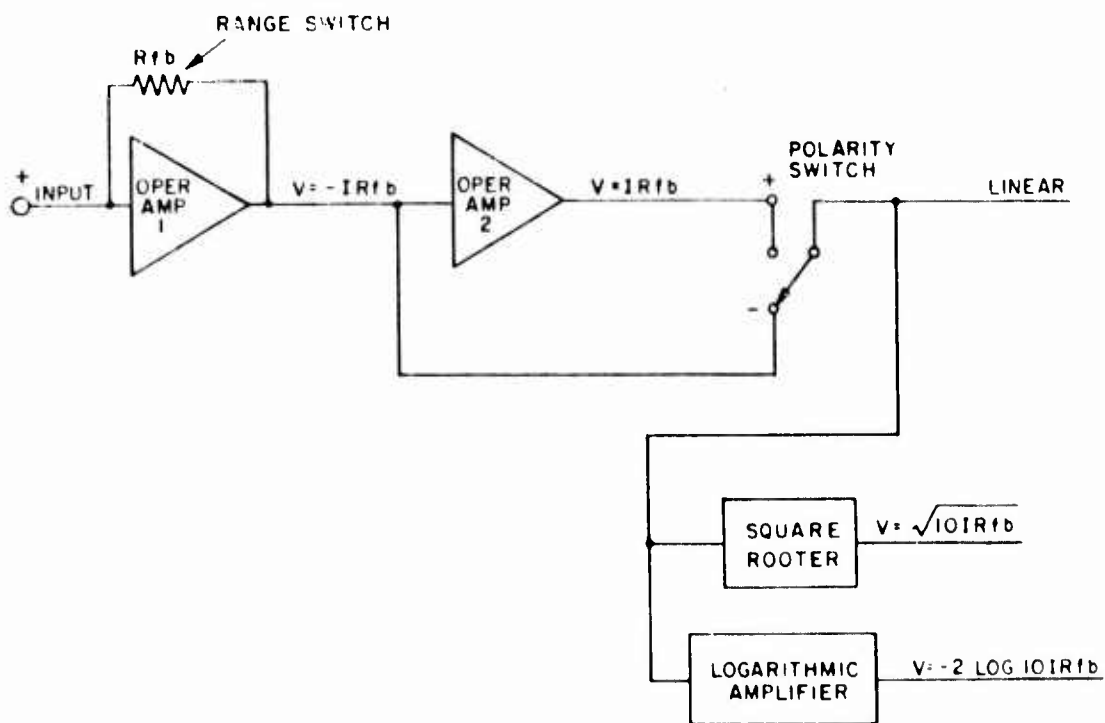 RANGE SWITCH
Rfb
+
INPUT
OPER
AMP
1
V= -IRfb
OPER
AMP
2
V=IRfb
+
POLARITY
SWITCH
LINEAR
-
SQUARE
ROOTER
V= √10IRfb
LOGARITHMIC
AMPLIFIER
V=-2 LOG 10IRfb